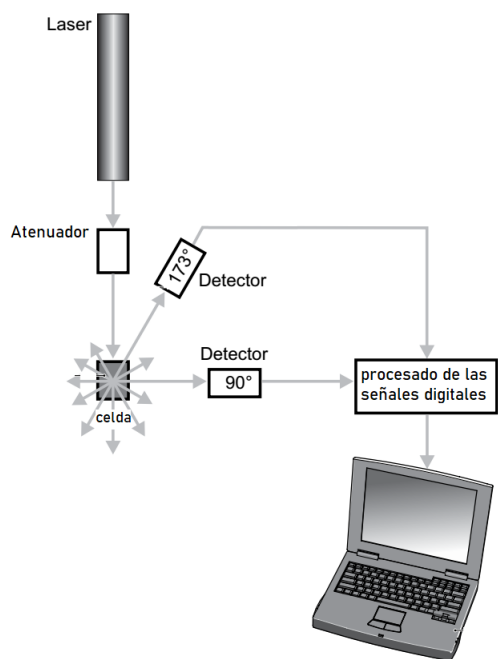 Laser
Atenuador
173°
Detector
Detector
90°
procesado de las
señales digitales
celda